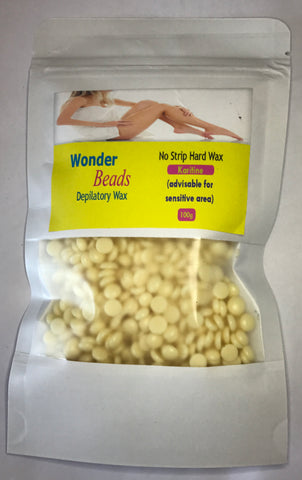 Wonder
Beads
Depilatory Wax
No Strip Hard Wax
Karitine
(advisable for
sensitive area)
100g